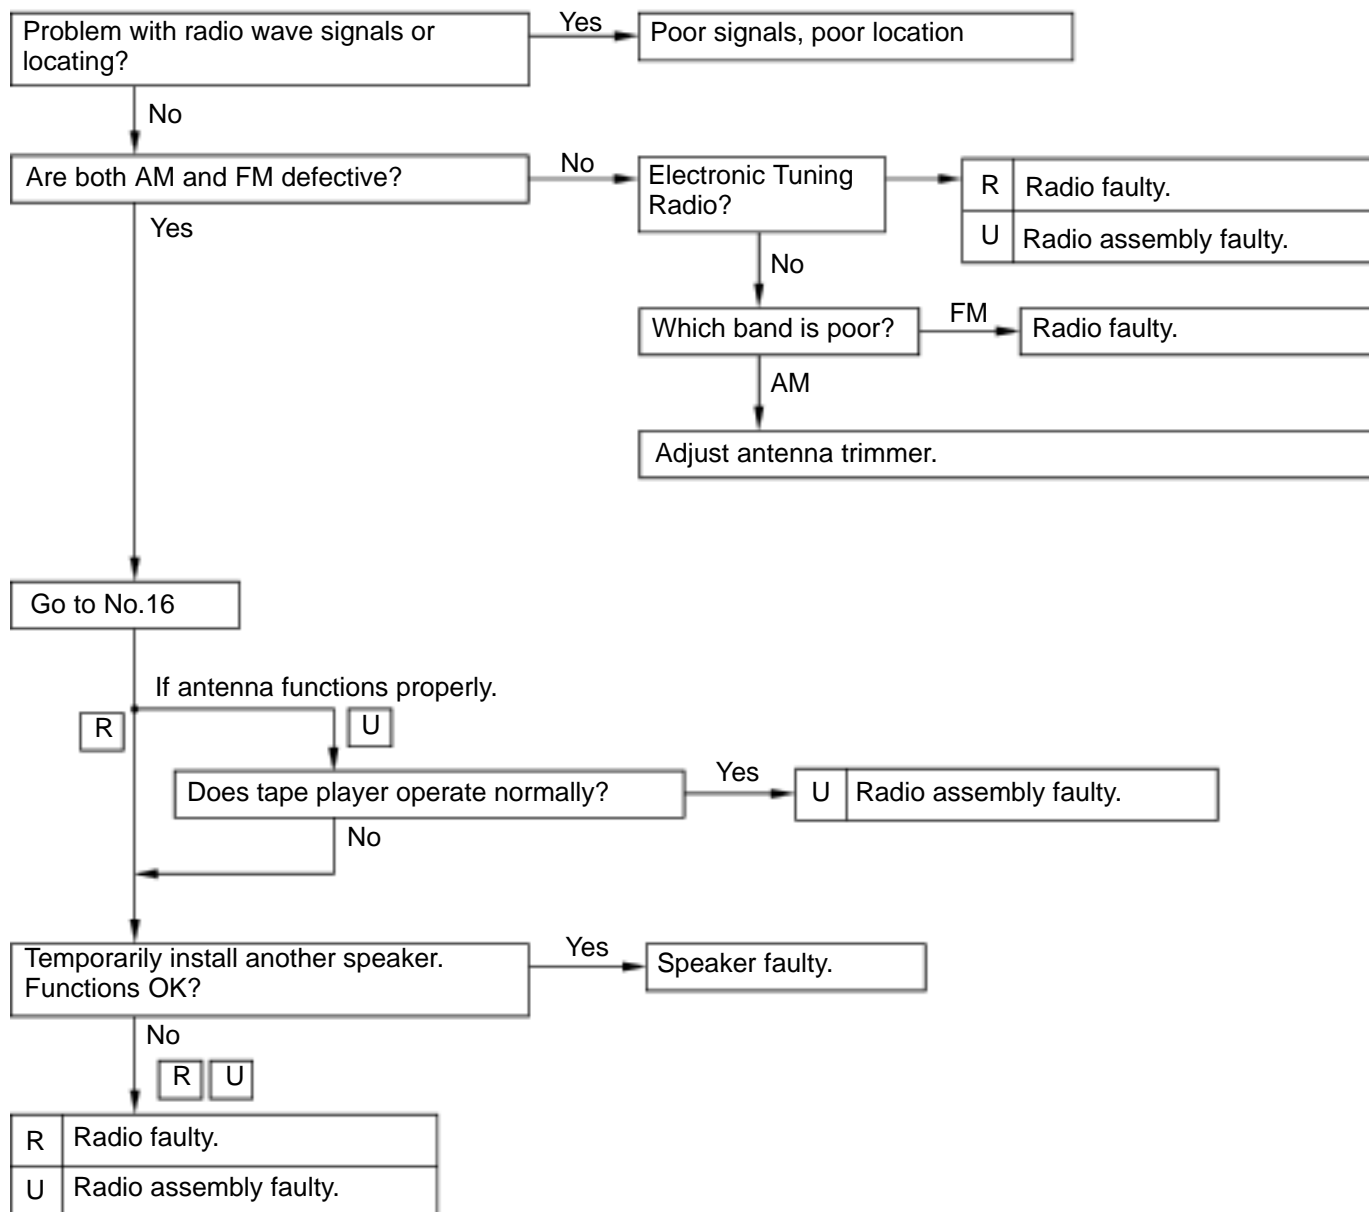 Problem with radio wave signals or
locating?
Yes
Poor signals, poor location
No
Are both AM and FM defective?
No
Electronic Tuning
Radio?
R
Radio faulty.
U
Radio assembly faulty.
Yes
No
Which band is poor?
FM
Radio faulty.
AM
Adjust antenna trimmer.
Go to No.16
If antenna functions properly.
R
U
Does tape player operate normally?
Yes
U
Radio assembly faulty.
No
Temporarily install another speaker.
Functions OK?
Yes
Speaker faulty.
No
R
U
R
Radio faulty.
U
Radio assembly faulty.